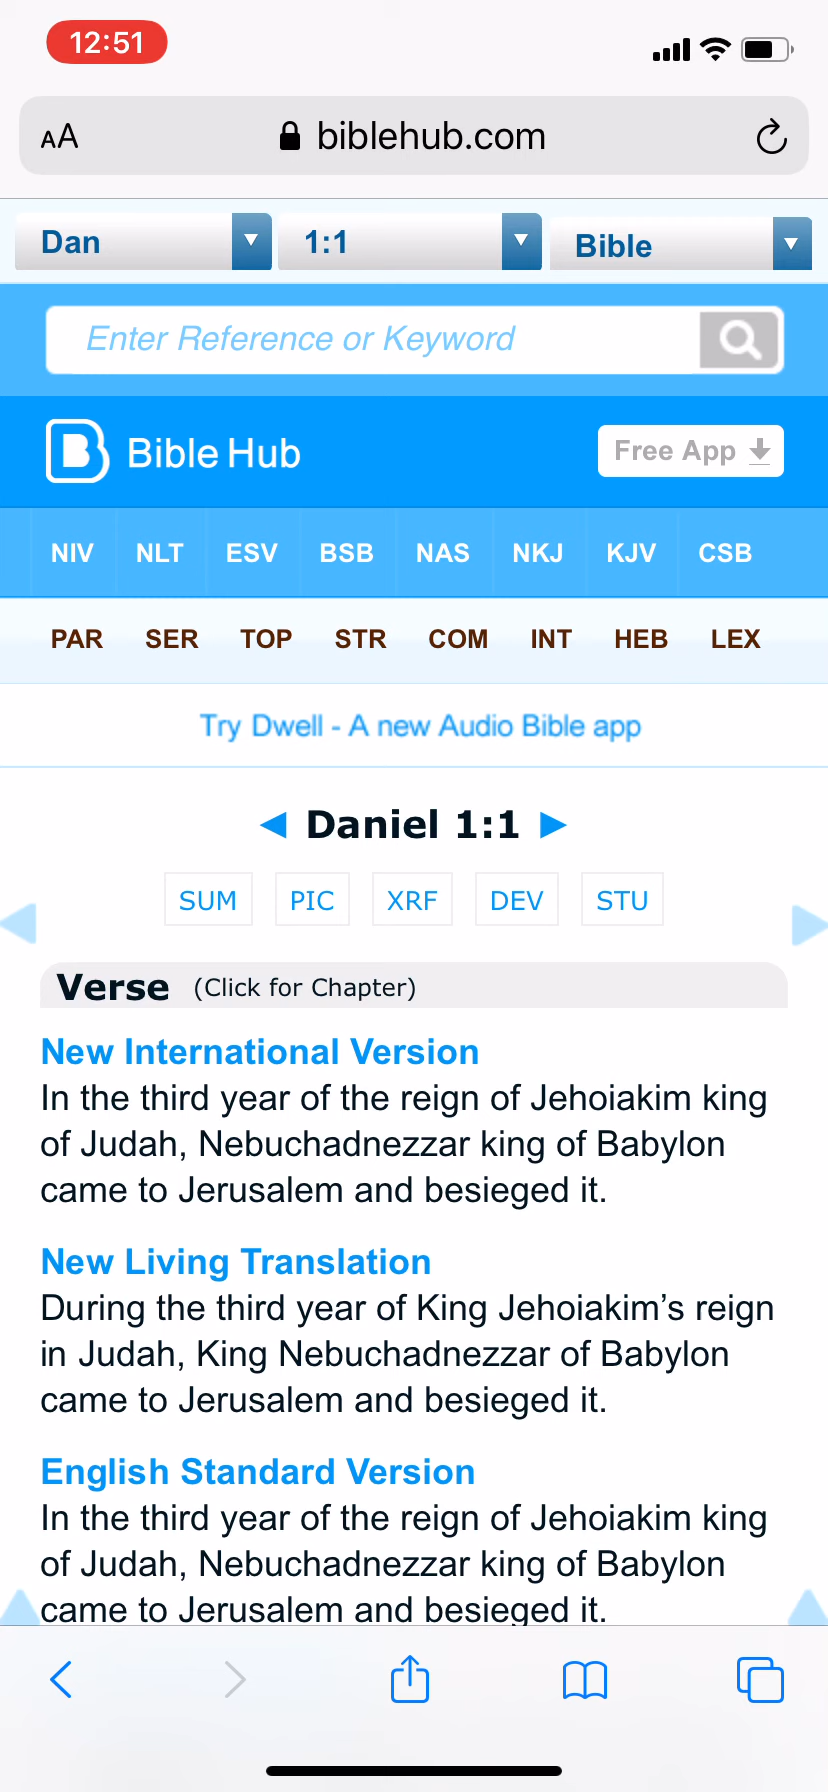 12:51
AA biblehub.com
Dan 1:1 Bible
Enter Reference or Keyword
Bible Hub Free App
NIV NLT ESV BSB NAS NKJ KJV CSB
PAR SER TOP STR COM INT HEB LEX
Try Dwell - A new Audio Bible app
Daniel 1:1
SUM PIC XRF DEV STU
Verse (Click for Chapter)
New International Version
In the third year of the reign of Jehoiakim king
of Judah, Nebuchadnezzar king of Babylon
came to Jerusalem and besieged it.
New Living Translation
During the third year of King Jehoiakim’s reign
in Judah, King Nebuchadnezzar of Babylon
came to Jerusalem and besieged it.
English Standard Version
In the third year of the reign of Jehoiakim king
of Judah, Nebuchadnezzar king of Babylon
came to Jerusalem and besieged it.